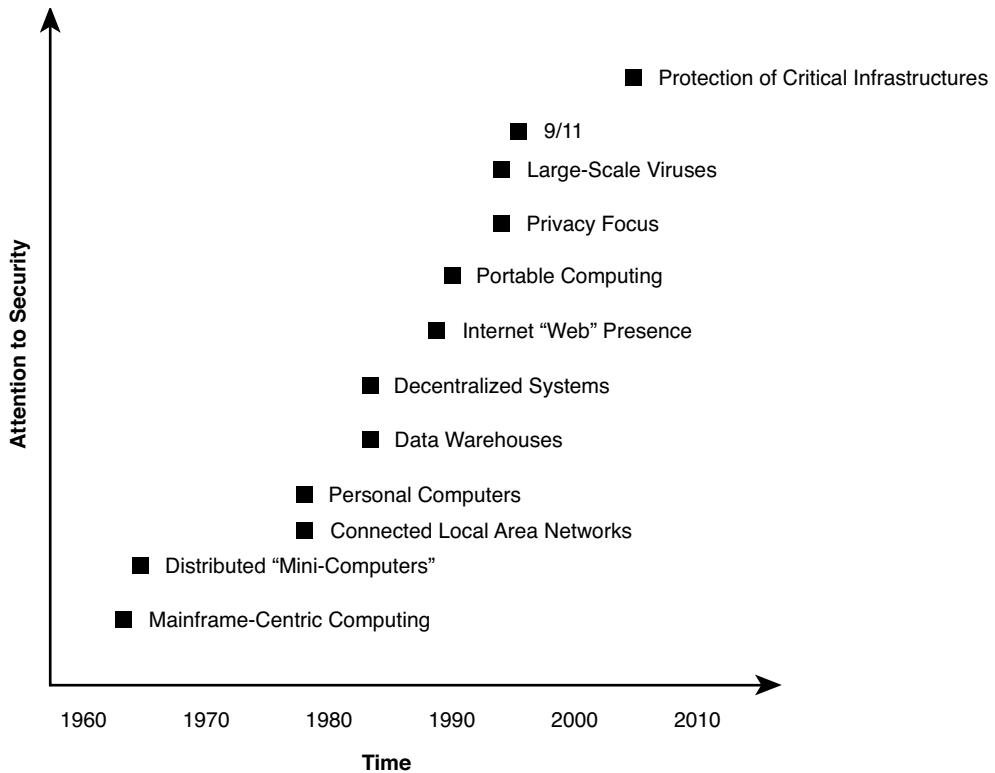 Protection of Critical Infrastructures
9/11
Large-Scale Viruses
Privacy Focus
Portable Computing
Internet “Web” Presence
Decentralized Systems
Data Warehouses
Personal Computers
Connected Local Area Networks
Distributed “Mini-Computers”
Mainframe-Centric Computing
Attention to Security
1960 1970 1980 1990 2000 2010
Time